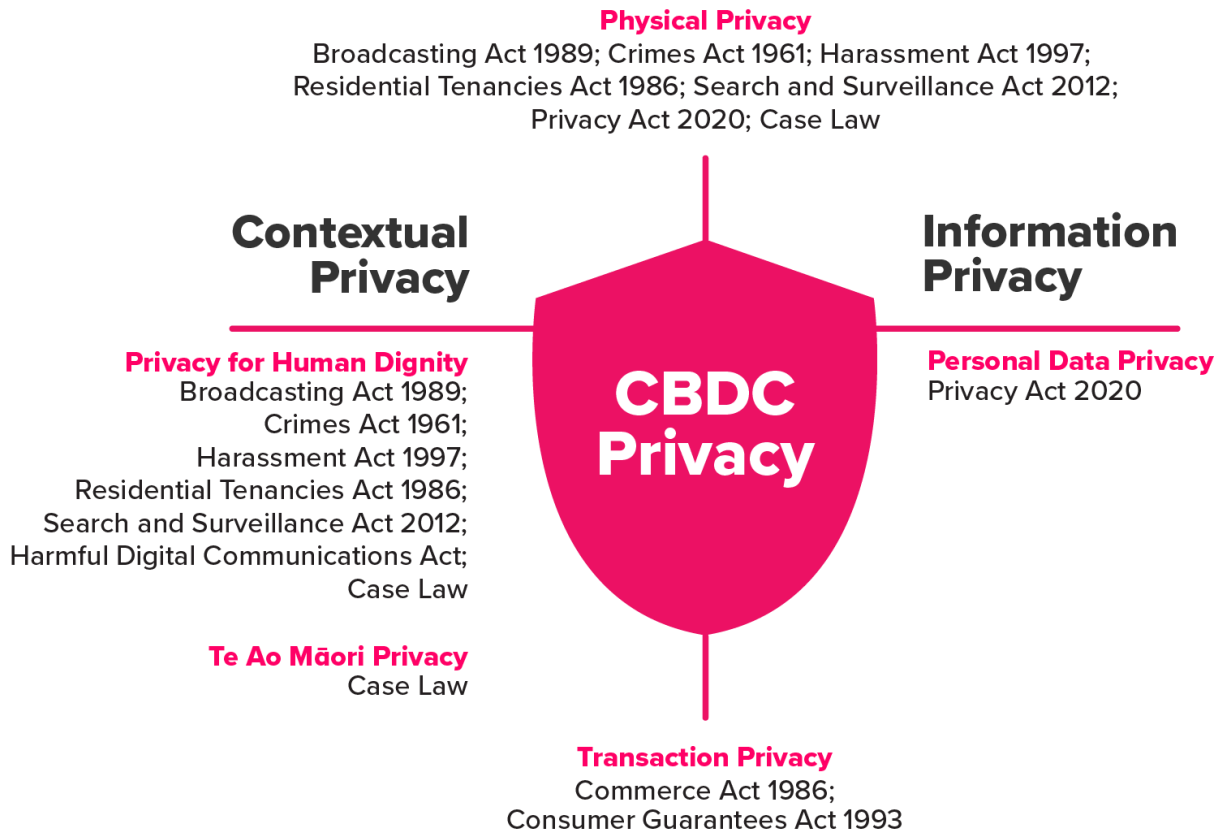 Physical Privacy
Broadcasting Act 1989; Crimes Act 1961; Harassment Act 1997;
Residential Tenancies Act 1986; Search and Surveillance Act 2012;
Privacy Act 2020; Case Law
Contextual
Privacy
Privacy for Human Dignity
Broadcasting Act 1989;
Crimes Act 1961;
Harassment Act 1997;
Residential Tenancies Act 1986;
Search and Surveillance Act 2012;
Harmful Digital Communications Act;
Case Law
Te Ao Māori Privacy
Case Law
CBDC
Privacy
Information
Privacy
Personal Data Privacy
Privacy Act 2020
Transaction Privacy
Commerce Act 1986;
Consumer Guarantees Act 1993